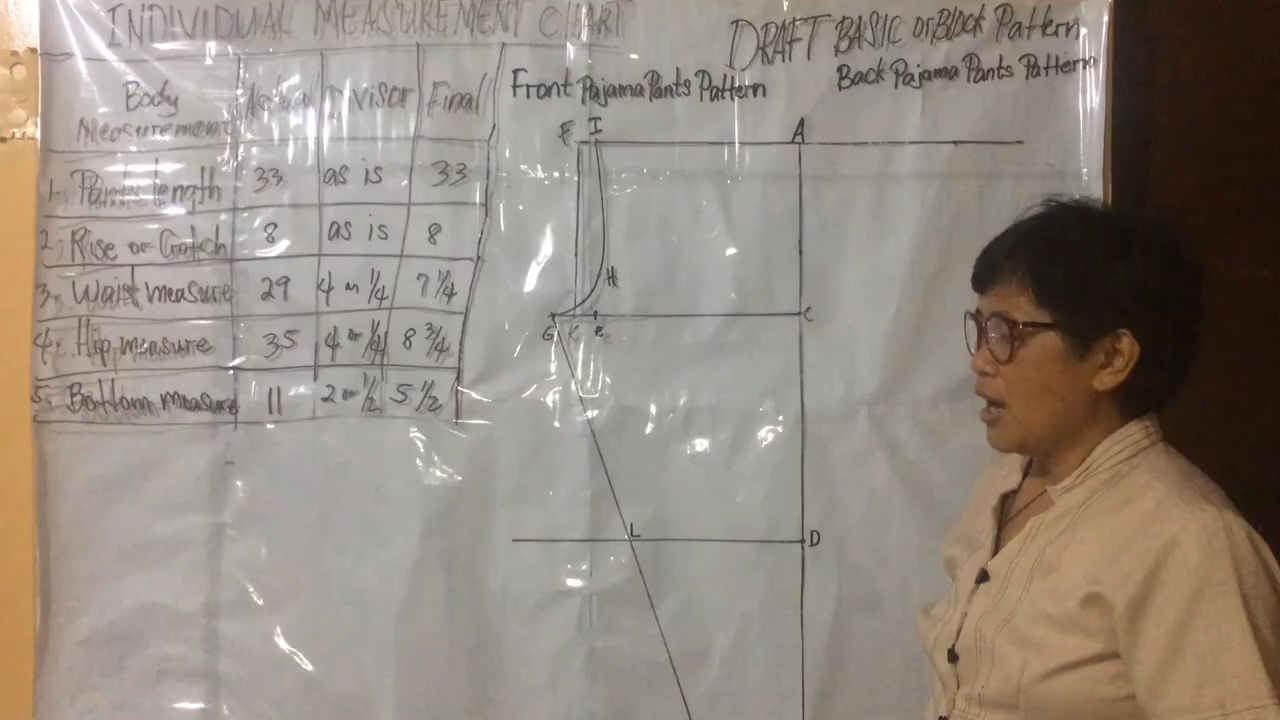 INDIVIDUAL MEASUREMENT CHART
Body Measurement Actual Divisor Final
1. Pants length 33 as is 33
2. Rise or Crotch 8 as is 8
3. Waist measure 29 4 or 1/4 7 1/4
4. Hip measure 35 4 or 1/4 8 3/4
5. Bottom measure 11 2 or 1/2 5 1/2
DRAFT BASIC or Block Pattern
Front Pajama Pants Pattern
Back Pajama Pants Pattern
F I A
H
G K e C
L D